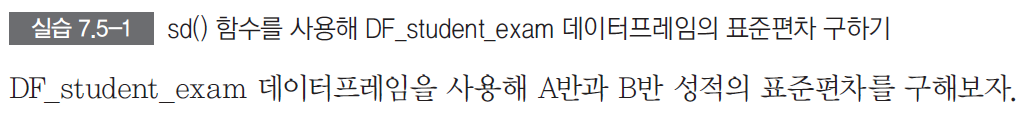 실습 7.5-1 sd() 함수를 사용해 DF_student_exam 데이터프레임의 표준편차 구하기
DF_student_exam 데이터프레임을 사용해 A반과 B반 성적의 표준편차를 구해보자.